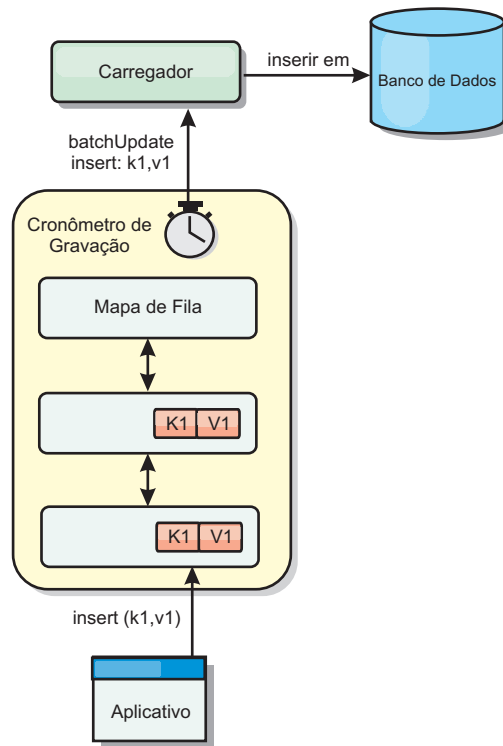 Carregador
inserir em
Banco de Dados
batchUpdate
insert: k1,v1
Cronômetro de
Gravação
Mapa de Fila
K1 V1
K1 V1
insert (k1,v1)
Aplicativo